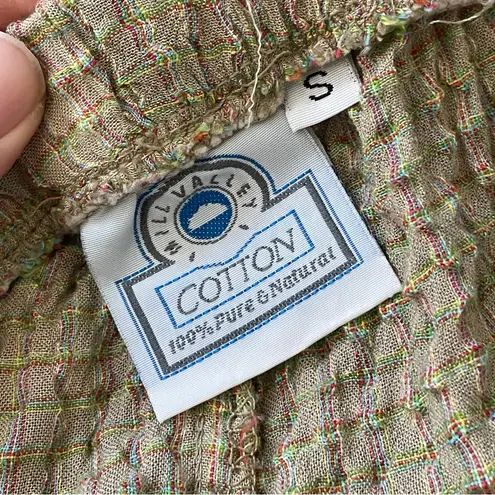 S
MILL VALLEY
COTTON
100% Pure & Natural